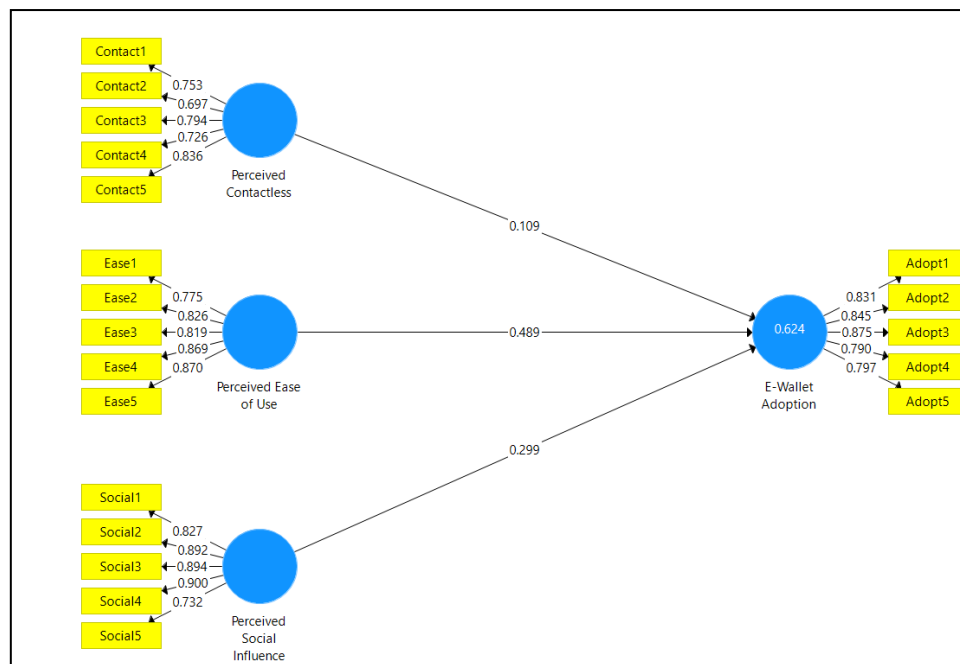 Contact1
Contact2
Contact3
Contact4
Contact5
0.753
0.697
0.794
0.726
0.836
Perceived
Contactless
0.109
Ease1
Ease2
Ease3
Ease4
Ease5
0.775
0.826
0.819
0.869
0.870
Perceived Ease
of Use
0.489
Social1
Social2
Social3
Social4
Social5
0.827
0.892
0.894
0.900
0.732
Perceived
Social
Influence
0.299
0.624
E-Wallet
Adoption
0.831
0.845
0.875
0.790
0.797
Adopt1
Adopt2
Adopt3
Adopt4
Adopt5